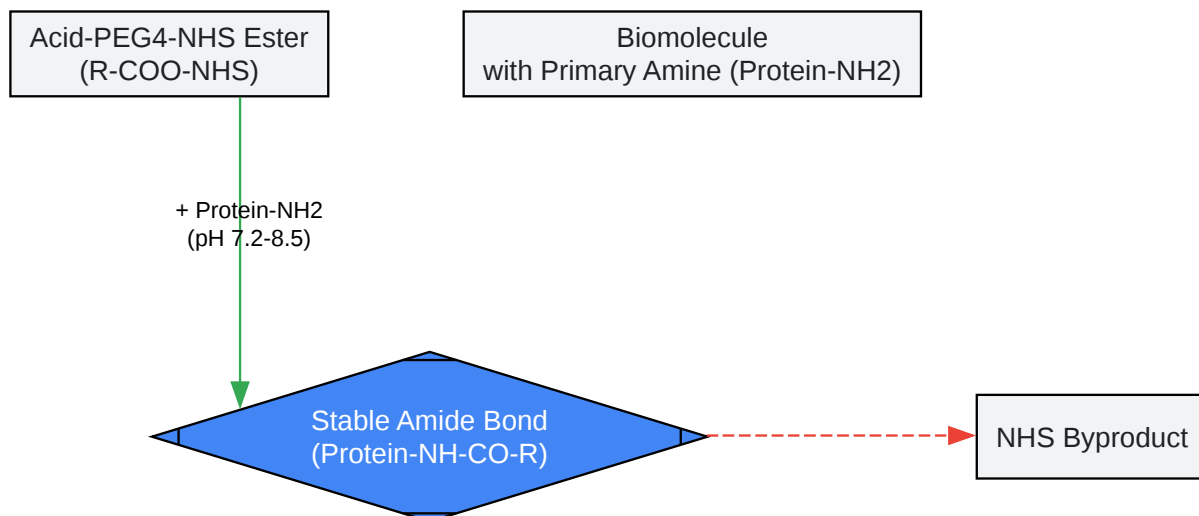 Acid-PEG4-NHS Ester
(R-COO-NHS)
Biomolecule
with Primary Amine (Protein-NH2)
+ Protein-NH2
(pH 7.2-8.5)
Stable Amide Bond
(Protein-NH-CO-R)
NHS Byproduct